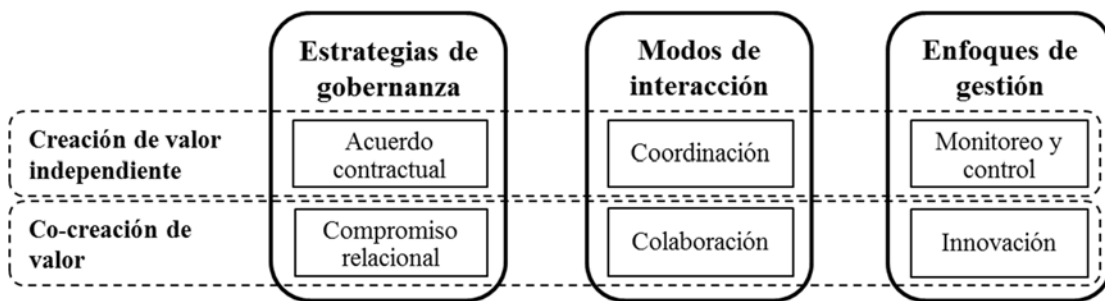 Estrategias de
gobernanza
Modos de
interacción
Enfoques de
gestión
Creación de valor
independiente
Acuerdo
contractual
Coordinación
Monitoreo y
control
Co-creación de
valor
Compromiso
relacional
Colaboración
Innovación